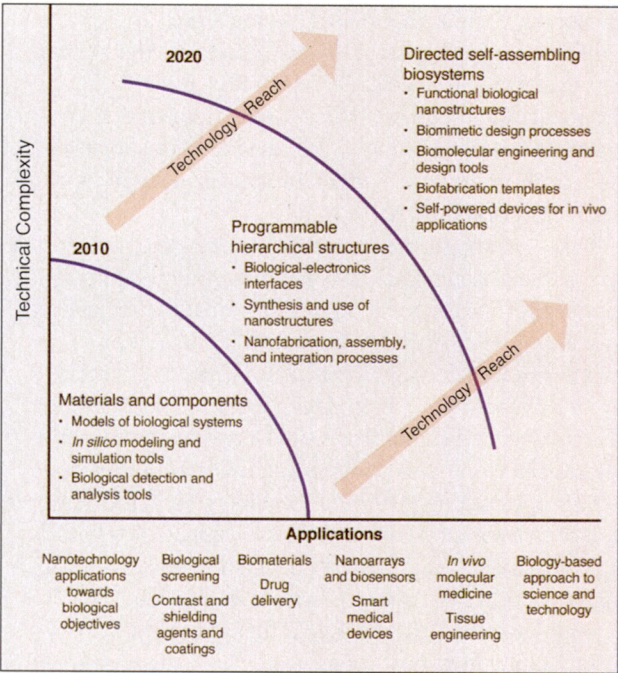 Technical Complexity
2020
Technology Reach
Directed self-assembling
biosystems
• Functional biological
nanostructures
• Biomimetic design processes
• Biomolecular engineering and
design tools
• Biofabrication templates
• Self-powered devices for in vivo
applications
2010
Programmable
hierarchical structures
• Biological-electronics
interfaces
• Synthesis and use of
nanostructures
• Nanofabrication, assembly,
and integration processes
Technology Reach
Materials and components
• Models of biological systems
• In silico modeling and
simulation tools
• Biological detection and
analysis tools
Applications
Nanotechnology
applications
towards
biological
objectives
Biological
screening
Contrast and
shielding
agents and
coatings
Biomaterials
Drug
delivery
Nanoarrays
and biosensors
Smart
medical
devices
In vivo
molecular
medicine
Tissue
engineering
Biology-based
approach to
science and
technology